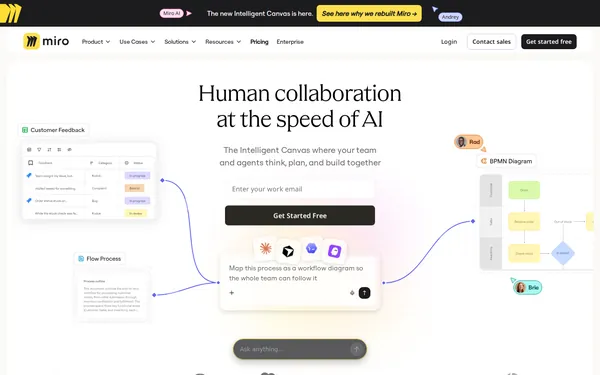 Miro AI
The new Intelligent Canvas is here.
See here why we rebuilt Miro →
Andrey
miro
Product
Use Cases
Solutions
Resources
Pricing
Enterprise
Login
Contact sales
Get started free
Human collaboration
at the speed of AI
The Intelligent Canvas where your team
and agents think, plan, and build together
Enter your work email
Get Started Free
Customer Feedback
Flow Process
BPMN Diagram
Brie
Map this process as a workflow diagram so
the whole team can follow it
Ask anything...